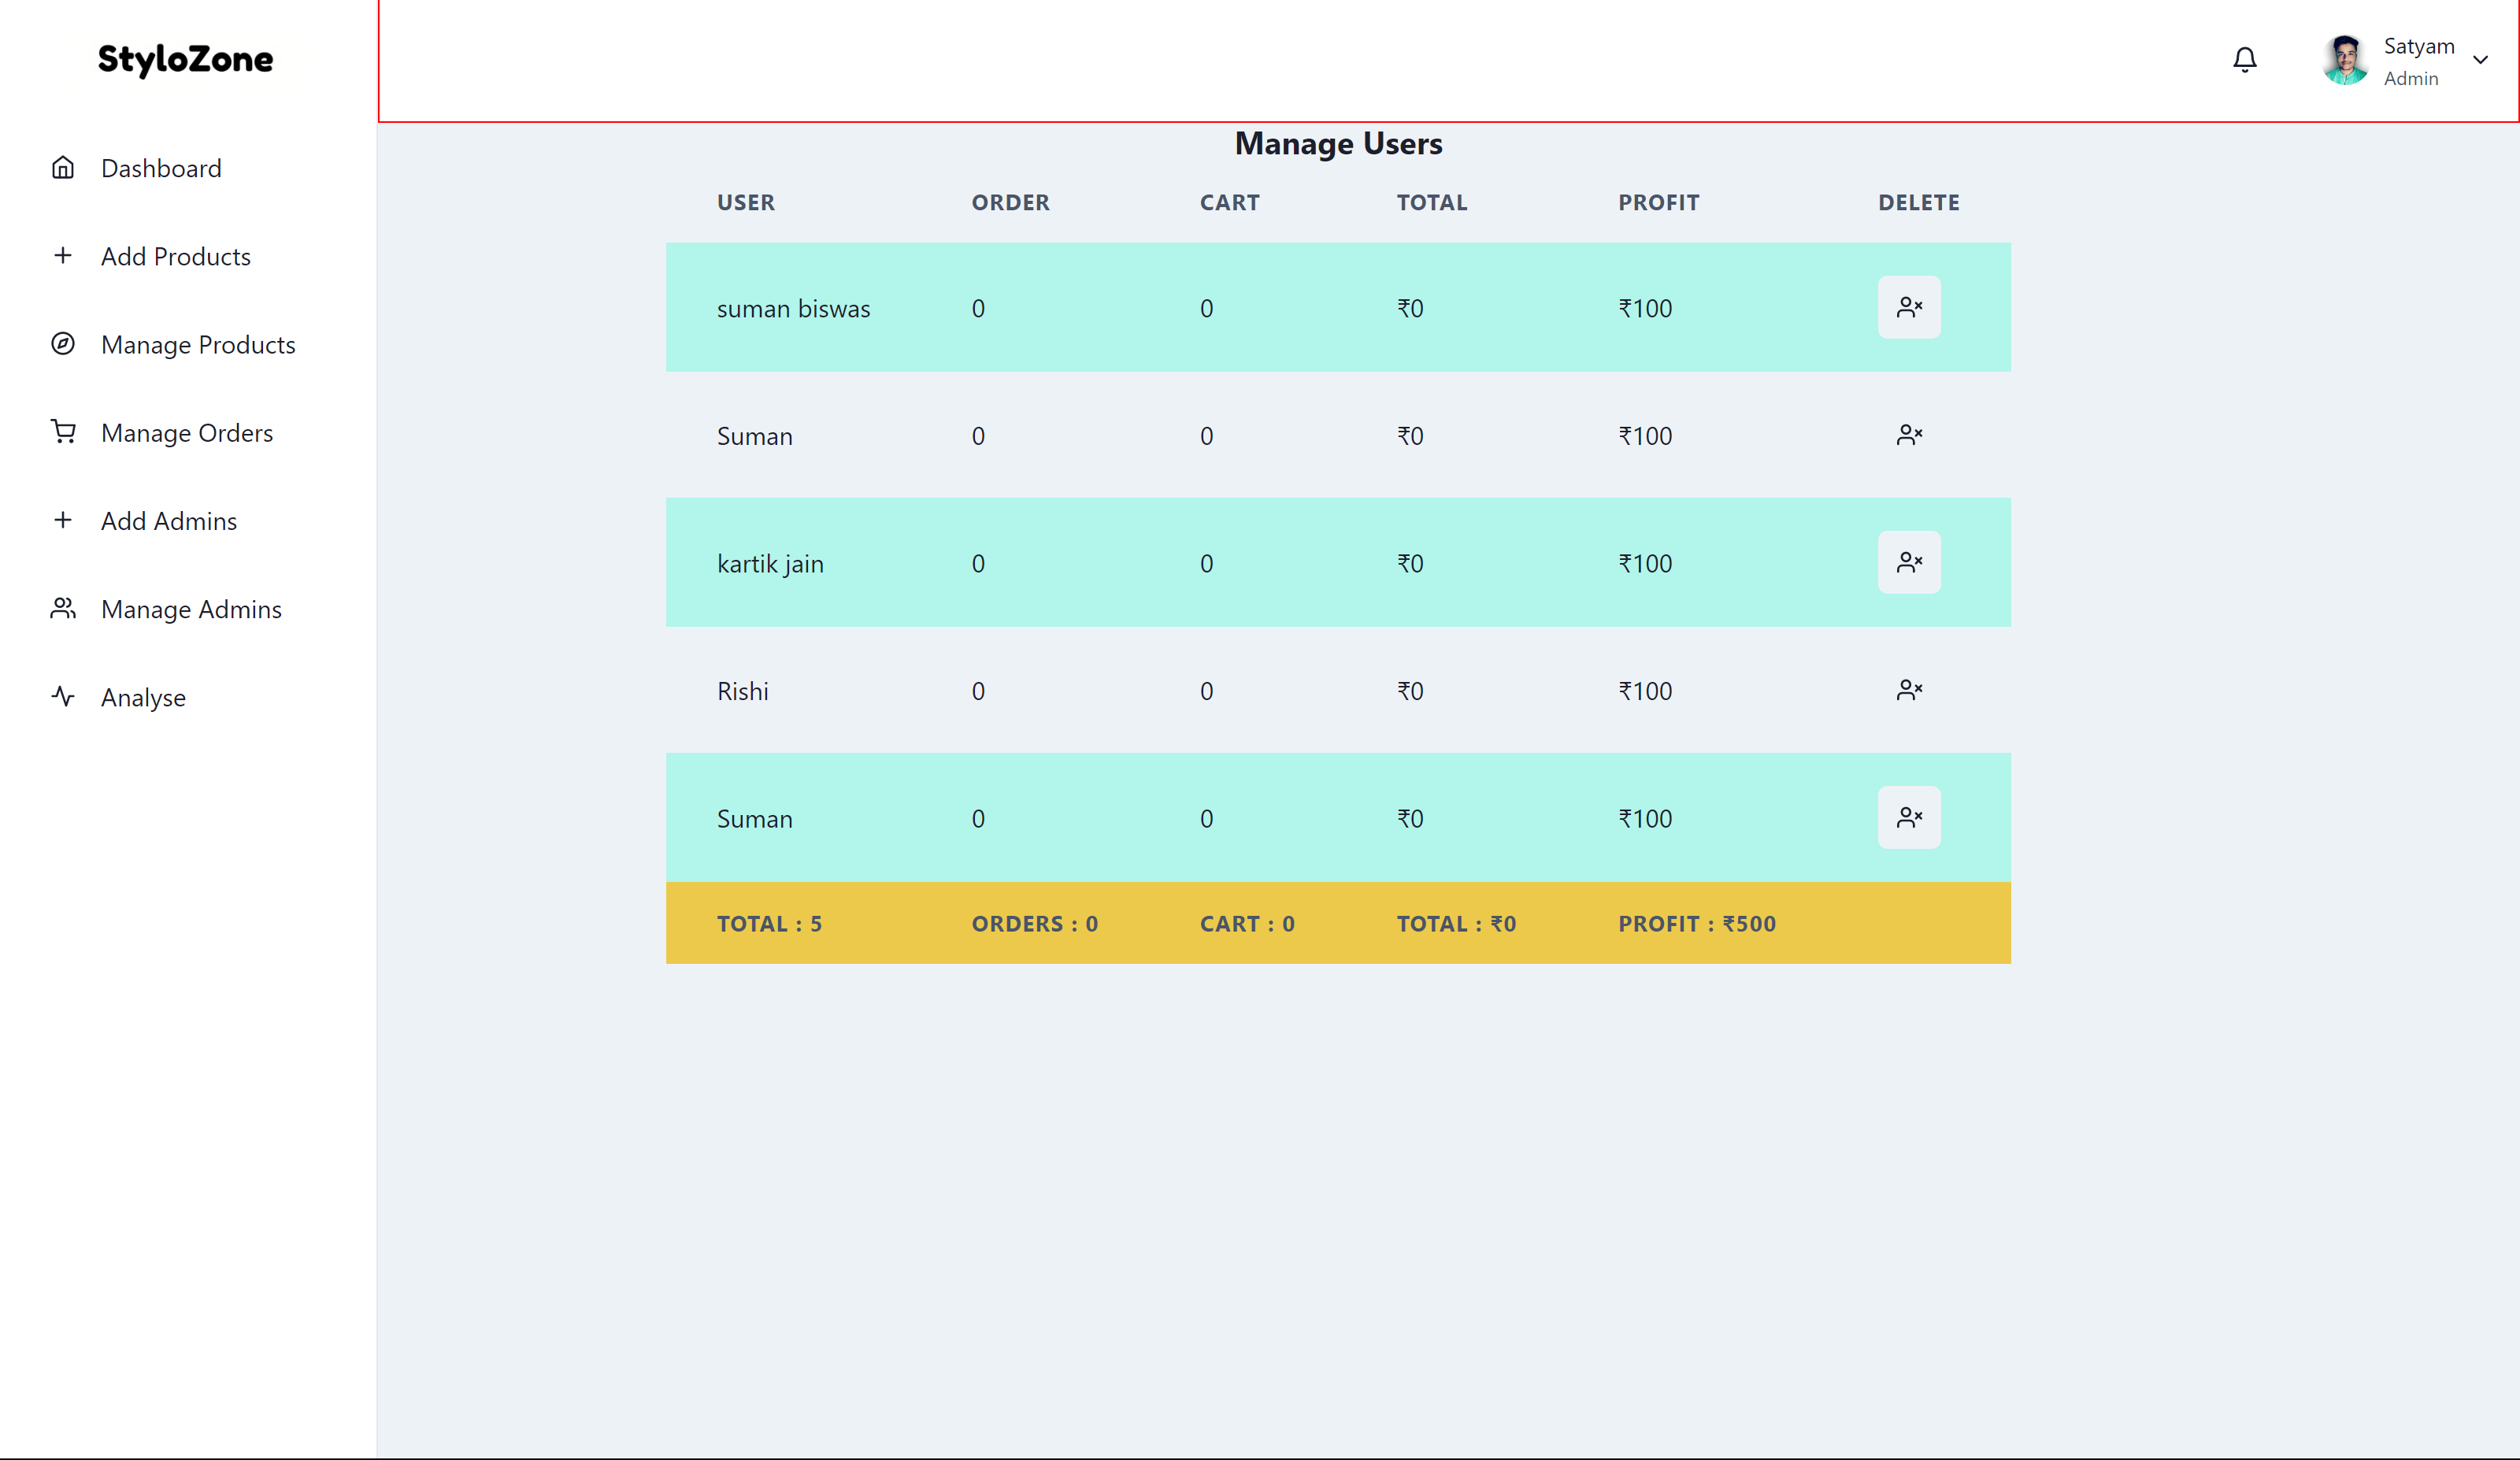 StyloZone
Satyam
Admin
Dashboard
Add Products
Manage Products
Manage Orders
Add Admins
Manage Admins
Analyse
Manage Users
USER ORDER CART TOTAL PROFIT DELETE
suman biswas 0 0 ₹0 ₹100
Suman 0 0 ₹0 ₹100
kartik jain 0 0 ₹0 ₹100
Rishi 0 0 ₹0 ₹100
Suman 0 0 ₹0 ₹100
TOTAL : 5 ORDERS : 0 CART : 0 TOTAL : ₹0 PROFIT : ₹500